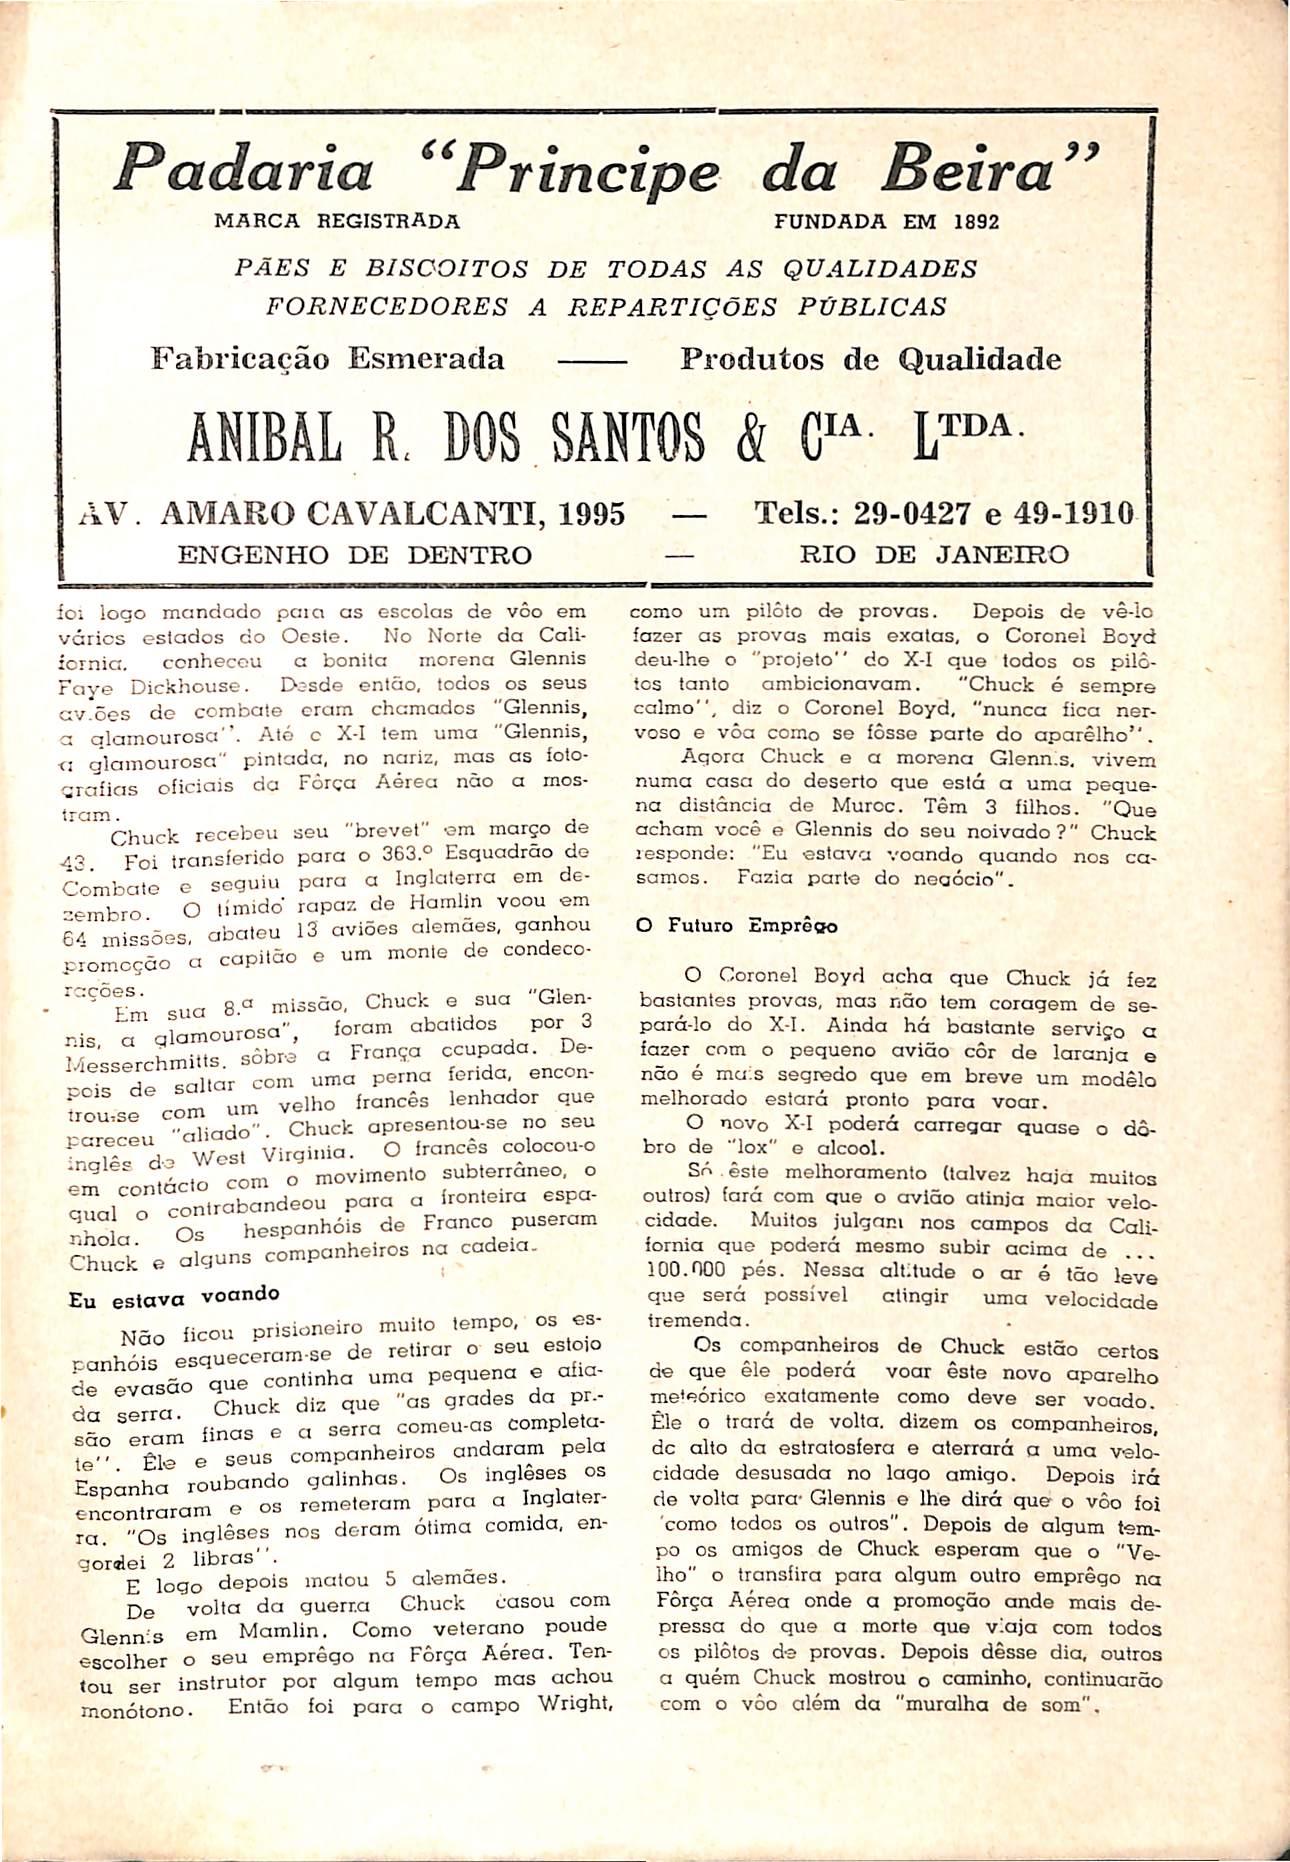 Padaria "Principe da Beira"
MARCA REGISTRADA FUNDADA EM 1892
PÃES E BISCOITOS DE TODAS AS QUALIDADES
FORNECEDORES A REPARTIÇÕES PÚBLICAS
Fabricação Esmerada — Produtos de Qualidade
ANIBAL R. DOS SANTOS & CIA. LTDA.
AV. AMARO CAVALCANTI, 1995 — Tels.: 29-0427 e 49-1910
ENGENHO DE DENTRO — RIO DE JANEIRO
foi logo mandado para as escolas de vôo em
vários estados do Oeste. No Norte da Cali-
fornia, conheceu a bonita morena Glennis
Faye Dickhouse. Desde então, todos os seus
av.ões de combate eram chamados "Glennis,
a glamourosa". Até o X-I tem uma "Glennis,
a glamourosa" pintada, no nariz, mas as foto-
grafias oficiais da Fôrça Aérea não a mos-
tram.
Chuck recebeu seu "brevet" em março de
43. Foi transferido para o 363.º Esquadrão de
Combate e seguiu para a Inglaterra em de-
zembro. O tímido rapaz de Hamlin voou em
64 missões, abateu 13 aviões alemães, ganhou
promoção a capitão e um monte de condeco-
rações.
Em sua 8.ª missão, Chuck e sua "Glen-
nis, a glamourosa", foram abatidos por 3
Messerchmitts, sôbre a França ocupada. De-
pois de saltar com uma perna ferida, encon-
trou-se com um velho francês lenhador que
pareceu "aliado". Chuck apresentou-se no seu
inglês de West Virginia. O francês colocou-o
em contácto com o movimento subterrâneo, o
qual o contrabandeou para a fronteira espa-
nhola. Os hespanhóis de Franco puseram
Chuck e alguns companheiros na cadeia.
Eu estava voando
Não ficou prisioneiro muito tempo, os es-
panhóis esqueceram-se de retirar o seu estojo
de evasão que continha uma pequena e afia-
da serra. Chuck diz que "as grades da pr.-
são eram finas e a serra comeu-as completa-
te". Êle e seus companheiros andaram pela
Espanha roubando galinhas. Os inglêses os
encontraram e os remeteram para a Inglater-
ra. "Os inglêses nos deram ótima comida, en-
gordei 2 libras".
E logo depois matou 5 alemães.
De volta da guerra Chuck casou com
Glenn.s em Mamlin. Como veterano poude
escolher o seu emprêgo na Fôrça Aérea. Ten-
tou ser instrutor por algum tempo mas achou
monótono. Então foi para o campo Wright,
como um pilôto de provas. Depois de vê-lo
fazer as provas mais exatas, o Coronel Boyd
deu-lhe o "projeto" do X-I que todos os pilô-
tos tanto ambicionavam. "Chuck é sempre
calmo", diz o Coronel Boyd, "nunca fica ner-
voso e vôa como se fôsse parte do aparêlho".
Agora Chuck e a morena Glenn.s, vivem
numa casa do deserto que está a uma peque-
na distância de Muroc. Têm 3 filhos. "Que
acham você e Glennis do seu noivado?" Chuck
responde: "Eu estava voando quando nos ca-
samos. Fazia parte do negócio".
O Futuro Emprêgo
O Coronel Boyd acha que Chuck já fez
bastantes provas, mas não tem coragem de se-
pará-lo do X-I. Ainda há bastante serviço a
fazer com o pequeno avião côr de laranja e
não é ma.s segredo que em breve um modêlo
melhorado estará pronto para voar.
O novo X-I poderá carregar quase o dô-
bro de "lox" e alcool.
Só êste melhoramento (talvez haja muitos
outros) fará com que o avião atinja maior velo-
cidade. Muitos julgam nos campos da Cali-
fornia que poderá mesmo subir acima de ...
100.000 pés. Nessa alt.tude o ar é tão leve
que será possível atingir uma velocidade
tremenda.
Os companheiros de Chuck estão certos
de que êle poderá voar êste novo aparelho
meteórico exatamente como deve ser voado.
Êle o trará de volta, dizem os companheiros,
do alto da estratosfera e aterrará a uma velo-
cidade desusada no lago amigo. Depois irá
de volta para Glennis e lhe dirá que o vôo foi
'como todos os outros". Depois de algum tem-
po os amigos de Chuck esperam que o "Ve-
lho" o transfira para algum outro emprêgo na
Fôrça Aérea onde a promoção ande mais de-
pressa do que a morte que v.aja com todos
os pilôtos de provas. Depois dêsse dia, outros
a quém Chuck mostrou o caminho, continuarão
com o vôo além da "muralha de som".